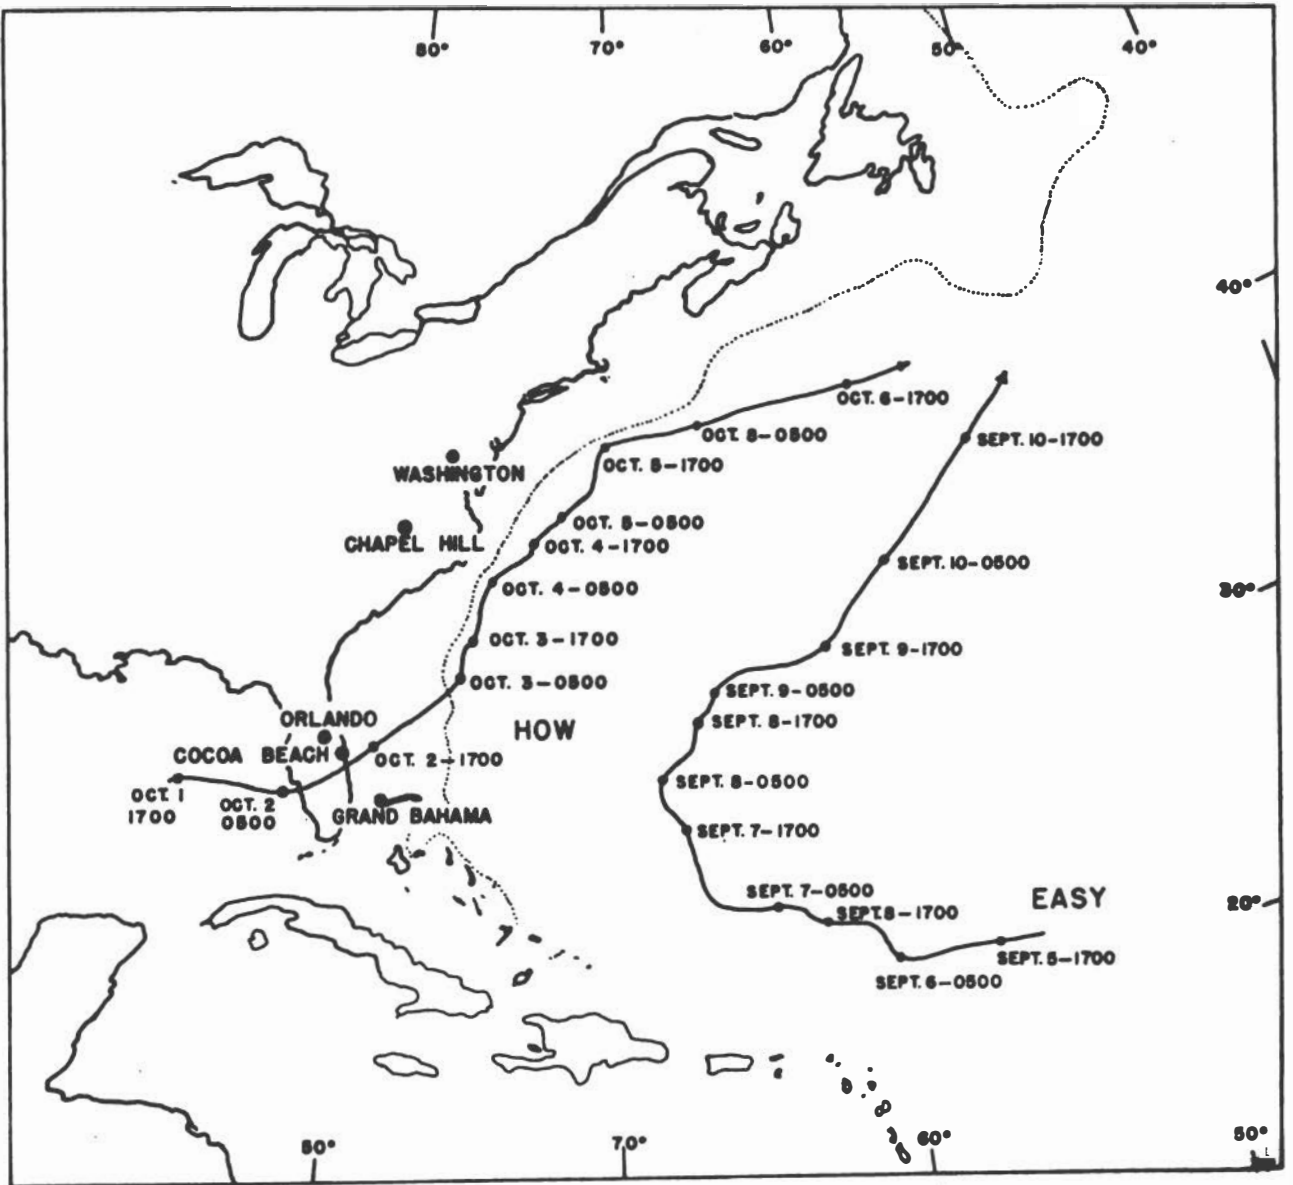 80° 70° 60° 50° 40°
40°
OCT. 6-1700
OCT. 8-0500
SEPT. 10-1700
OCT. 5-1700
WASHINGTON
OCT. 5-0500
CHAPEL HILL
OCT. 4-1700
SEPT. 10-0500
OCT. 4-0500
30°
OCT. 3-1700
SEPT. 9-1700
OCT. 3-0500
SEPT. 9-0500
ORLANDO
SEPT. 8-1700
HOW
COCOA BEACH
OCT. 2-1700
SEPT. 8-0500
OCT. 1
1700
OCT. 2
0500
GRAND BAHAMA
SEPT. 7-1700
SEPT. 7-0500
EASY
20°
SEPT. 8-1700
SEPT. 5-1700
SEPT. 6-0500
80° 70° 60° 50°